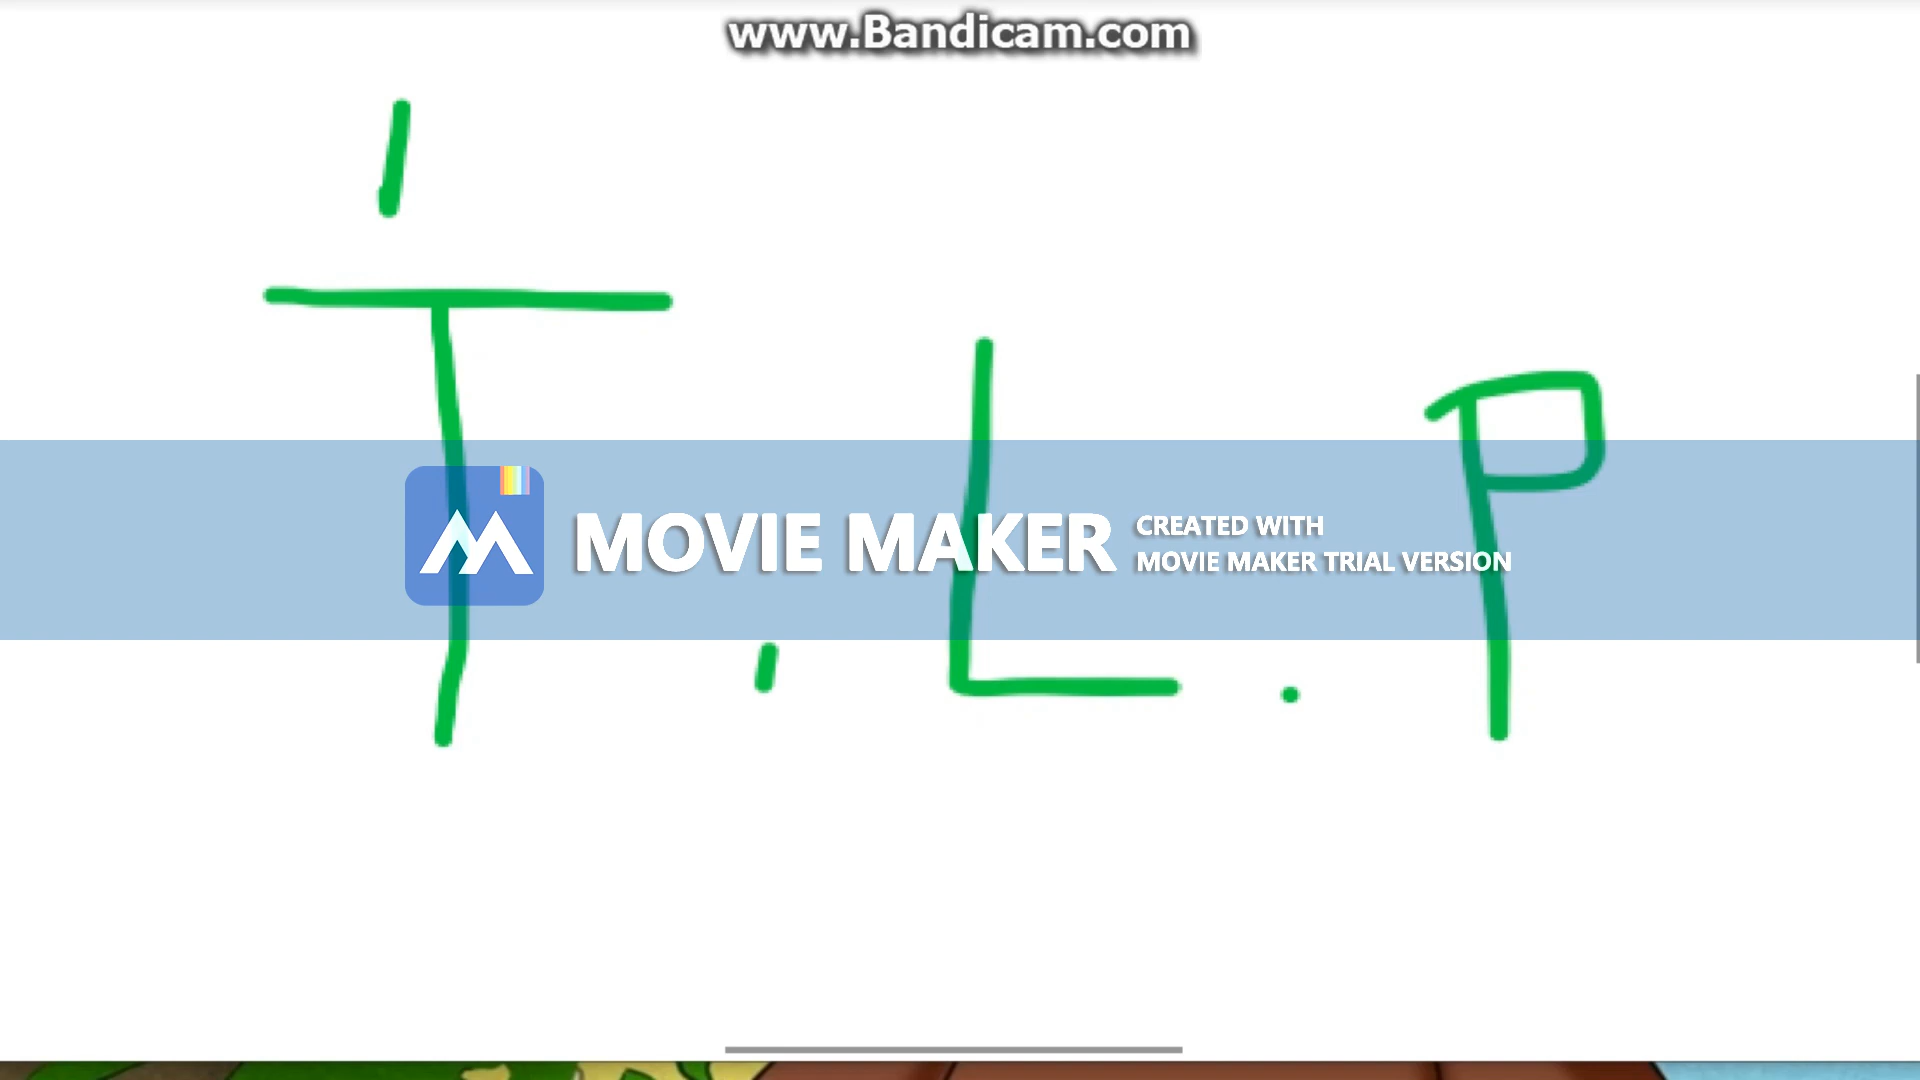 www.Bandicam.com
T.L.P
MOVIE MAKER
CREATED WITH
MOVIE MAKER TRIAL VERSION